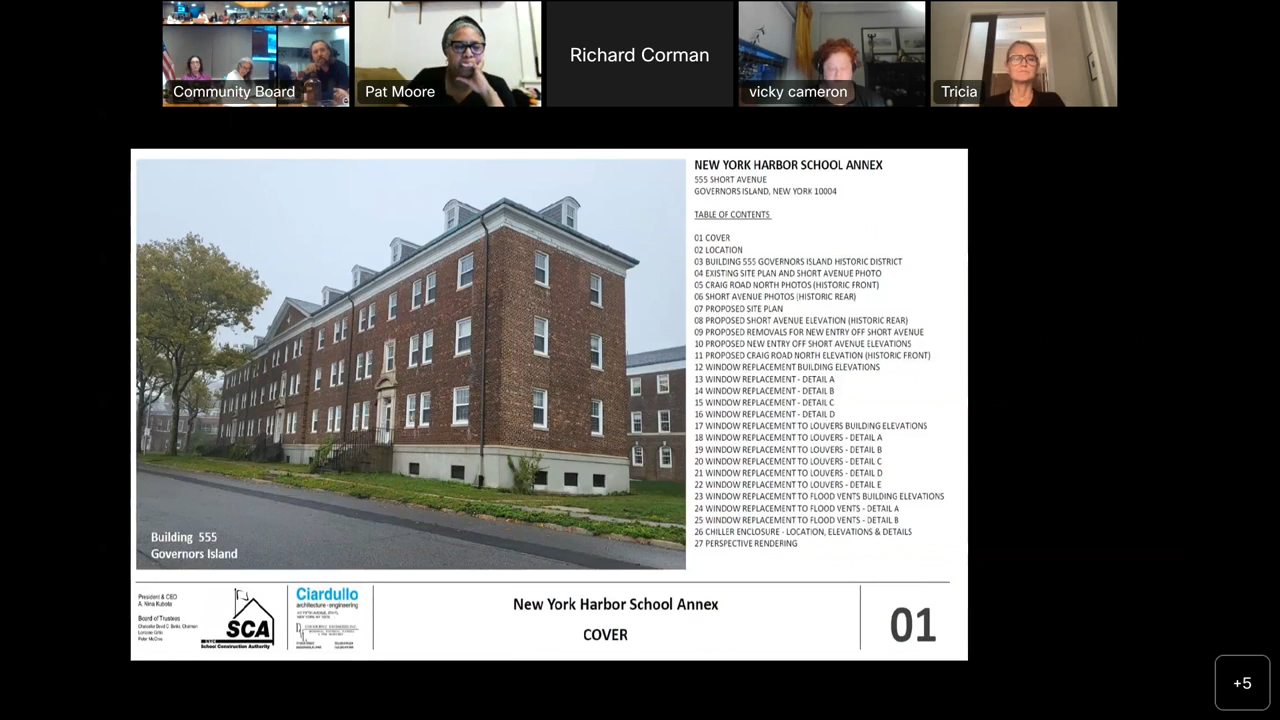 Community Board
Pat Moore
Richard Corman
vicky cameron
Tricia
NEW YORK HARBOR SCHOOL ANNEX
555 SHORT AVENUE
GOVERNORS ISLAND, NEW YORK 10004
TABLE OF CONTENTS
01 COVER
02 LOCATION
03 BUILDING 555 GOVERNORS ISLAND HISTORIC DISTRICT
04 EXISTING SITE PLAN AND SHORT AVENUE PHOTO
05 CRAIG ROAD NORTH PHOTOS (HISTORIC FRONT)
06 SHORT AVENUE PHOTOS (HISTORIC REAR)
07 PROPOSED SITE PLAN
08 PROPOSED SHORT AVENUE ELEVATION (HISTORIC REAR)
09 PROPOSED REMOVALS FOR NEW ENTRY OFF SHORT AVENUE
10 PROPOSED NEW ENTRY OFF SHORT AVENUE ELEVATIONS
11 PROPOSED CRAIG ROAD NORTH ELEVATION (HISTORIC FRONT)
12 WINDOW REPLACEMENT BUILDING ELEVATIONS
13 WINDOW REPLACEMENT - DETAIL A
14 WINDOW REPLACEMENT - DETAIL B
15 WINDOW REPLACEMENT - DETAIL C
16 WINDOW REPLACEMENT - DETAIL D
17 WINDOW REPLACEMENT TO LOUVERS BUILDING ELEVATIONS
18 WINDOW REPLACEMENT TO LOUVERS - DETAIL A
19 WINDOW REPLACEMENT TO LOUVERS - DETAIL B
20 WINDOW REPLACEMENT TO LOUVERS - DETAIL C
21 WINDOW REPLACEMENT TO LOUVERS - DETAIL D
22 WINDOW REPLACEMENT TO LOUVERS - DETAIL E
23 WINDOW REPLACEMENT TO FLOOD VENTS BUILDING ELEVATIONS
24 WINDOW REPLACEMENT TO FLOOD VENTS - DETAIL A
25 WINDOW REPLACEMENT TO FLOOD VENTS - DETAIL B
26 CHILLER ENCLOSURE - LOCATION, ELEVATIONS & DETAILS
27 PERSPECTIVE RENDERING
Building 555
Governors Island
President & CEO
A. Nina Kubota
Board of Trustees
Chancellor David C. Banks, Chairman
Lorraine Grillo
SCA
School Construction Authority
Ciardullo
architecture · engineering
New York Harbor School Annex
COVER
01
+5